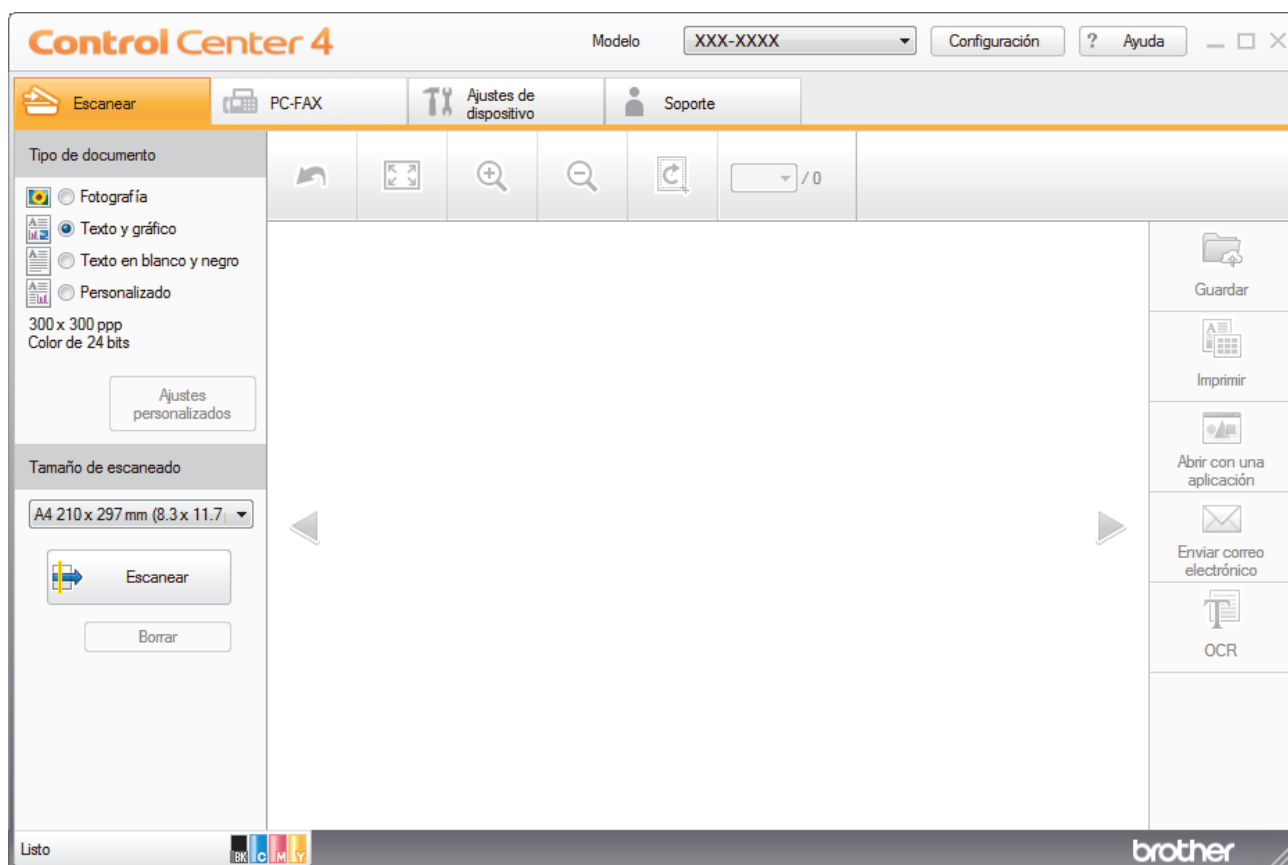 Control Center 4
Modelo
XXX-XXXX
Configuración
? Ayuda
Escanear
PC-FAX
Ajustes de
dispositivo
Soporte
Tipo de documento
Fotografía
Texto y gráfico
Texto en blanco y negro
Personalizado
300 x 300 ppp
Color de 24 bits
Ajustes
personalizados
Tamaño de escaneado
A4 210 x 297 mm (8.3 x 11.7
Escanear
Borrar
/ 0
Guardar
Imprimir
Abrir con una
aplicación
Enviar correo
electrónico
OCR
Listo
BK C M Y
brother